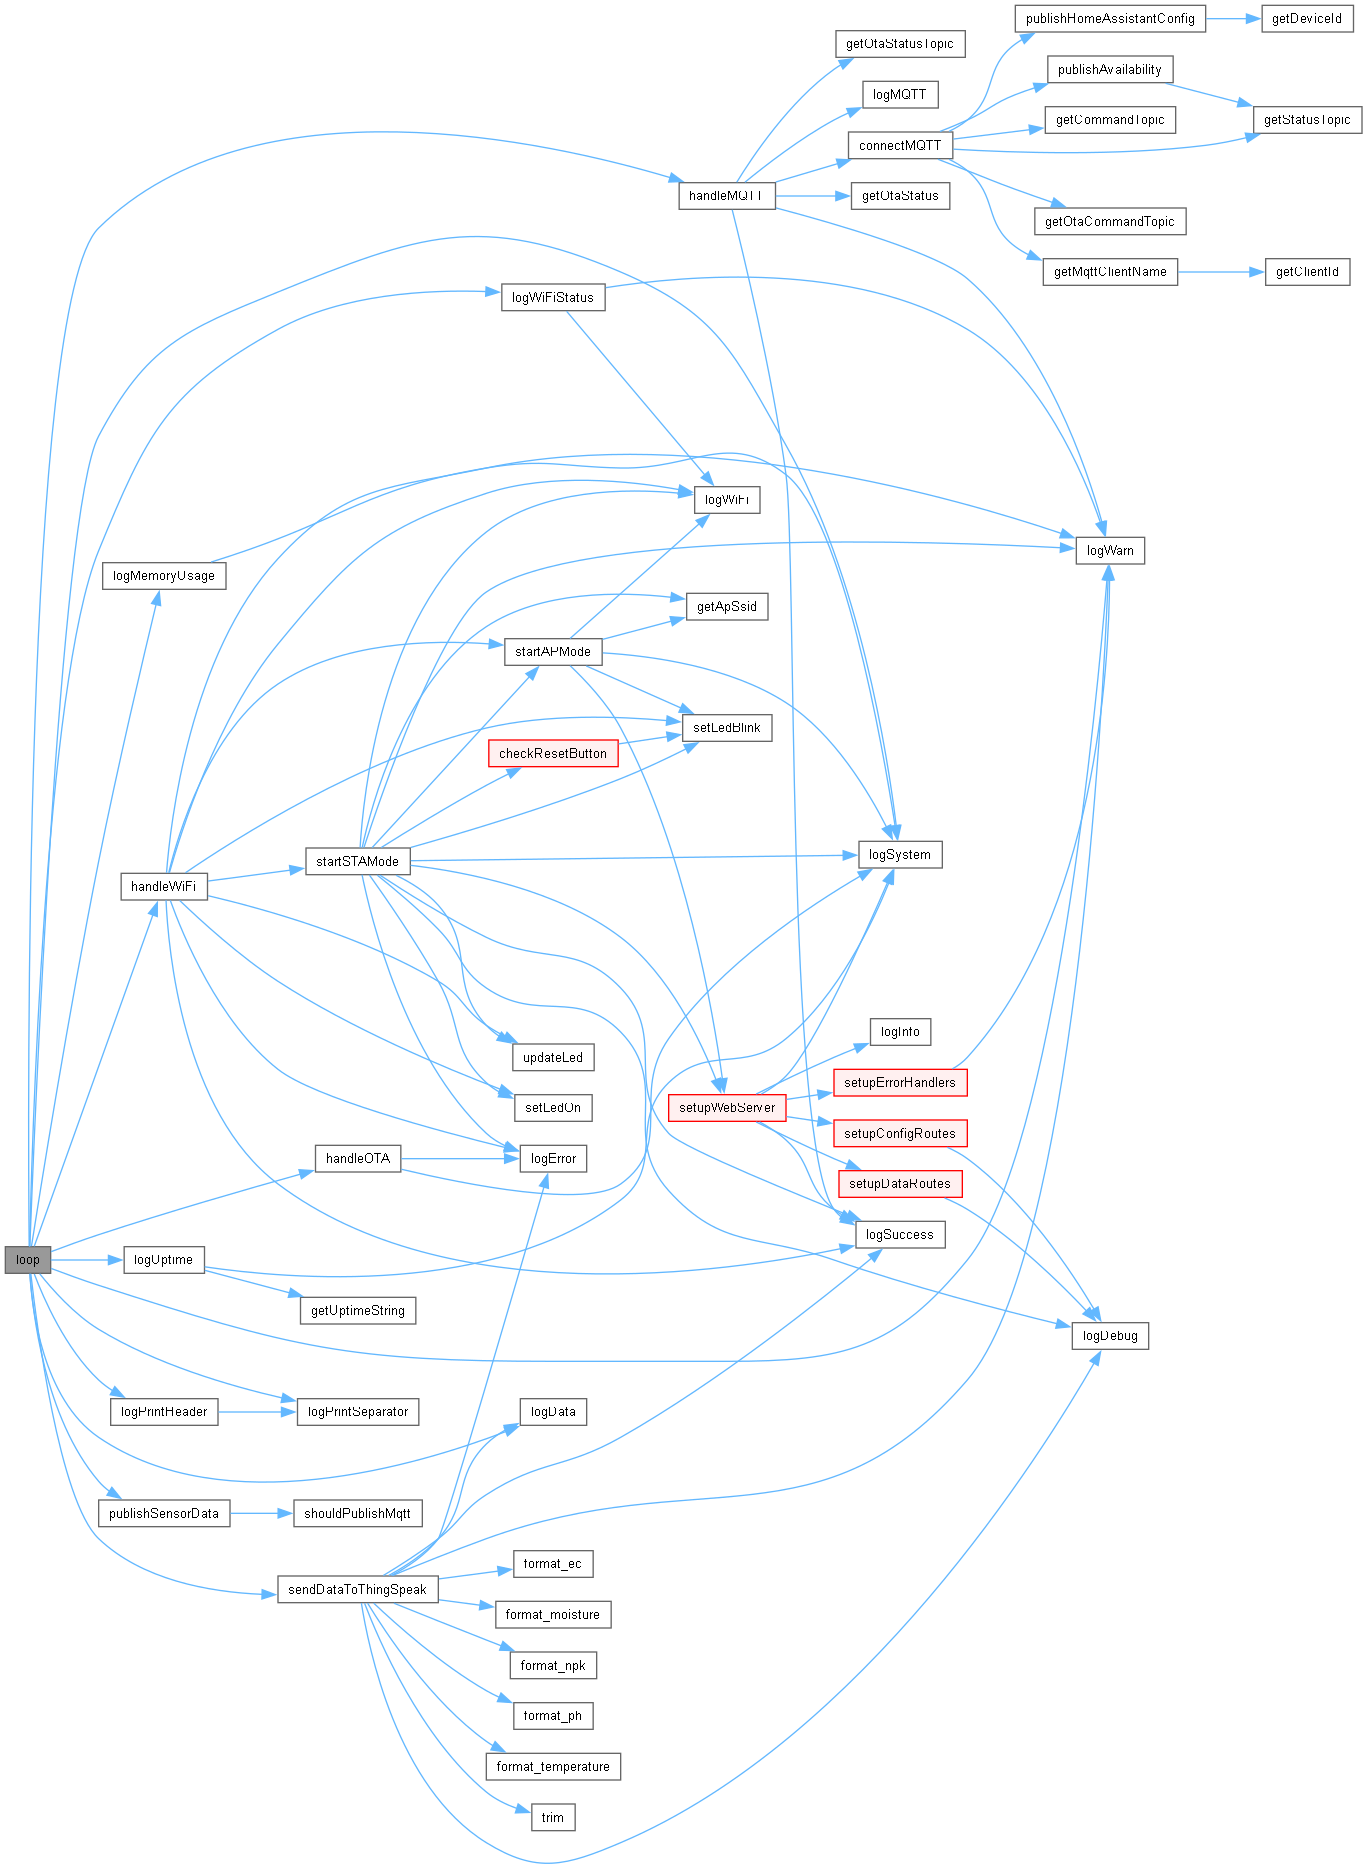 publishHomeAssistantConfig
getDeviceId
getOtaStatusTopic
publishAvailability
logMQTT
getCommandTopic
getStatusTopic
connectMQTT
handleMQTT
getOtaStatus
getOtaCommandTopic
getMqttClientName
getClientId
logWiFiStatus
logWiFi
logWarn
logMemoryUsage
getApSsid
startAPMode
setLedBlink
checkResetButton
logSystem
startSTAMode
handleWiFi
logInfo
updateLed
setupErrorHandlers
setLedOn
setupWebServer
setupConfigRoutes
handleOTA
logError
setupDataRoutes
logSuccess
loop
logUptime
getUptimeString
logDebug
logPrintHeader
logPrintSeparator
logData
publishSensorData
shouldPublishMqtt
format_ec
sendDataToThingSpeak
format_moisture
format_npk
format_ph
format_temperature
trim